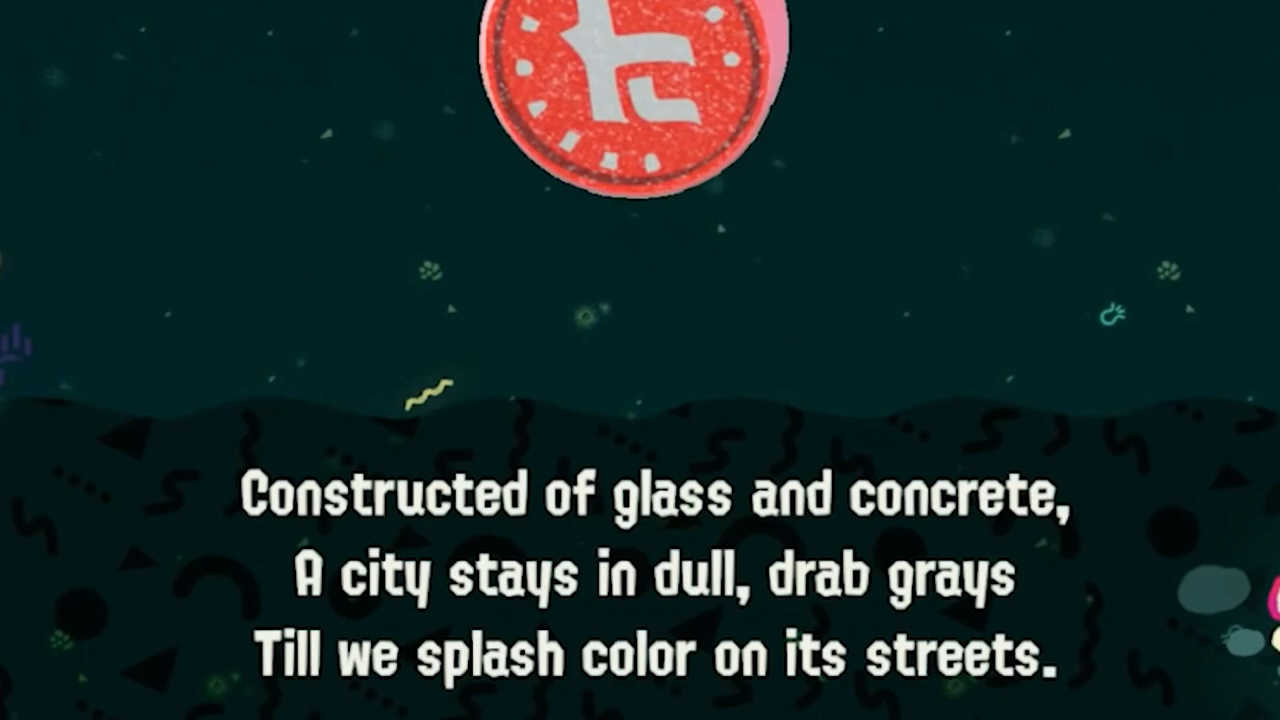 Constructed of glass and concrete,
A city stays in dull, drab grays
Till we splash color on its streets.